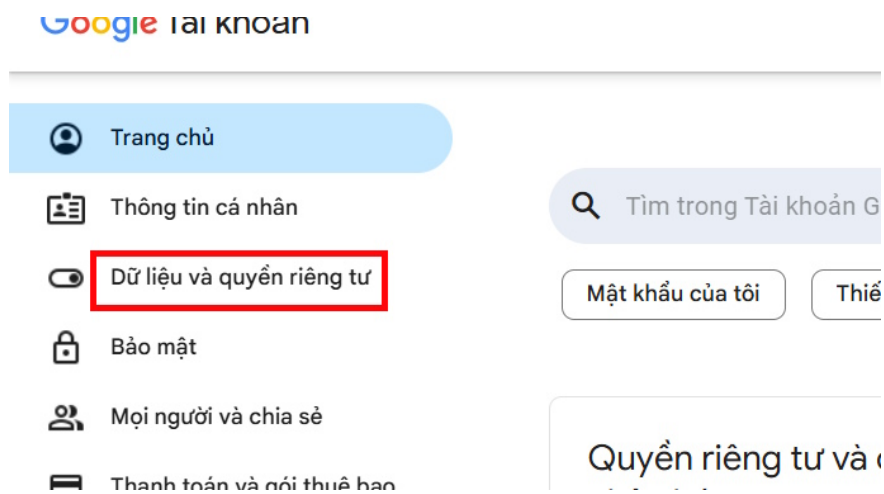 Google Tài khoản
Trang chủ
Thông tin cá nhân
Dữ liệu và quyền riêng tư
Bảo mật
Mọi người và chia sẻ
Thanh toán và gói thuê bao
Tìm trong Tài khoản G
Mật khẩu của tôi
Thiế
Quyền riêng tư và